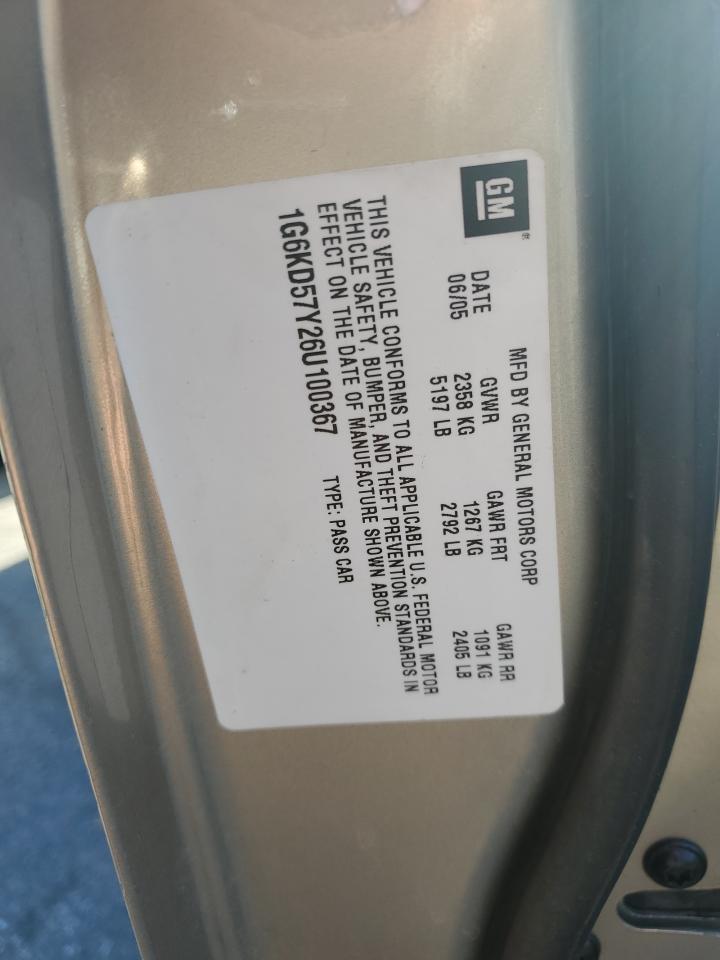 GM®
MFD BY GENERAL MOTORS CORP
DATE GVWR GAWR FRT GAWR RR
06/05 2358 KG 1267 KG 1091 KG
5197 LB 2792 LB 2405 LB
THIS VEHICLE CONFORMS TO ALL APPLICABLE U.S. FEDERAL MOTOR
VEHICLE SAFETY, BUMPER, AND THEFT PREVENTION STANDARDS IN
EFFECT ON THE DATE OF MANUFACTURE SHOWN ABOVE.
1G6KD57Y26U100367 TYPE: PASS CAR